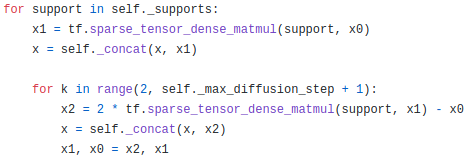 for support in self._supports:
    x1 = tf.sparse_tensor_dense_matmul(support, x0)
    x = self._concat(x, x1)

    for k in range(2, self._max_diffusion_step + 1):
        x2 = 2 * tf.sparse_tensor_dense_matmul(support, x1) - x0
        x = self._concat(x, x2)
        x1, x0 = x2, x1